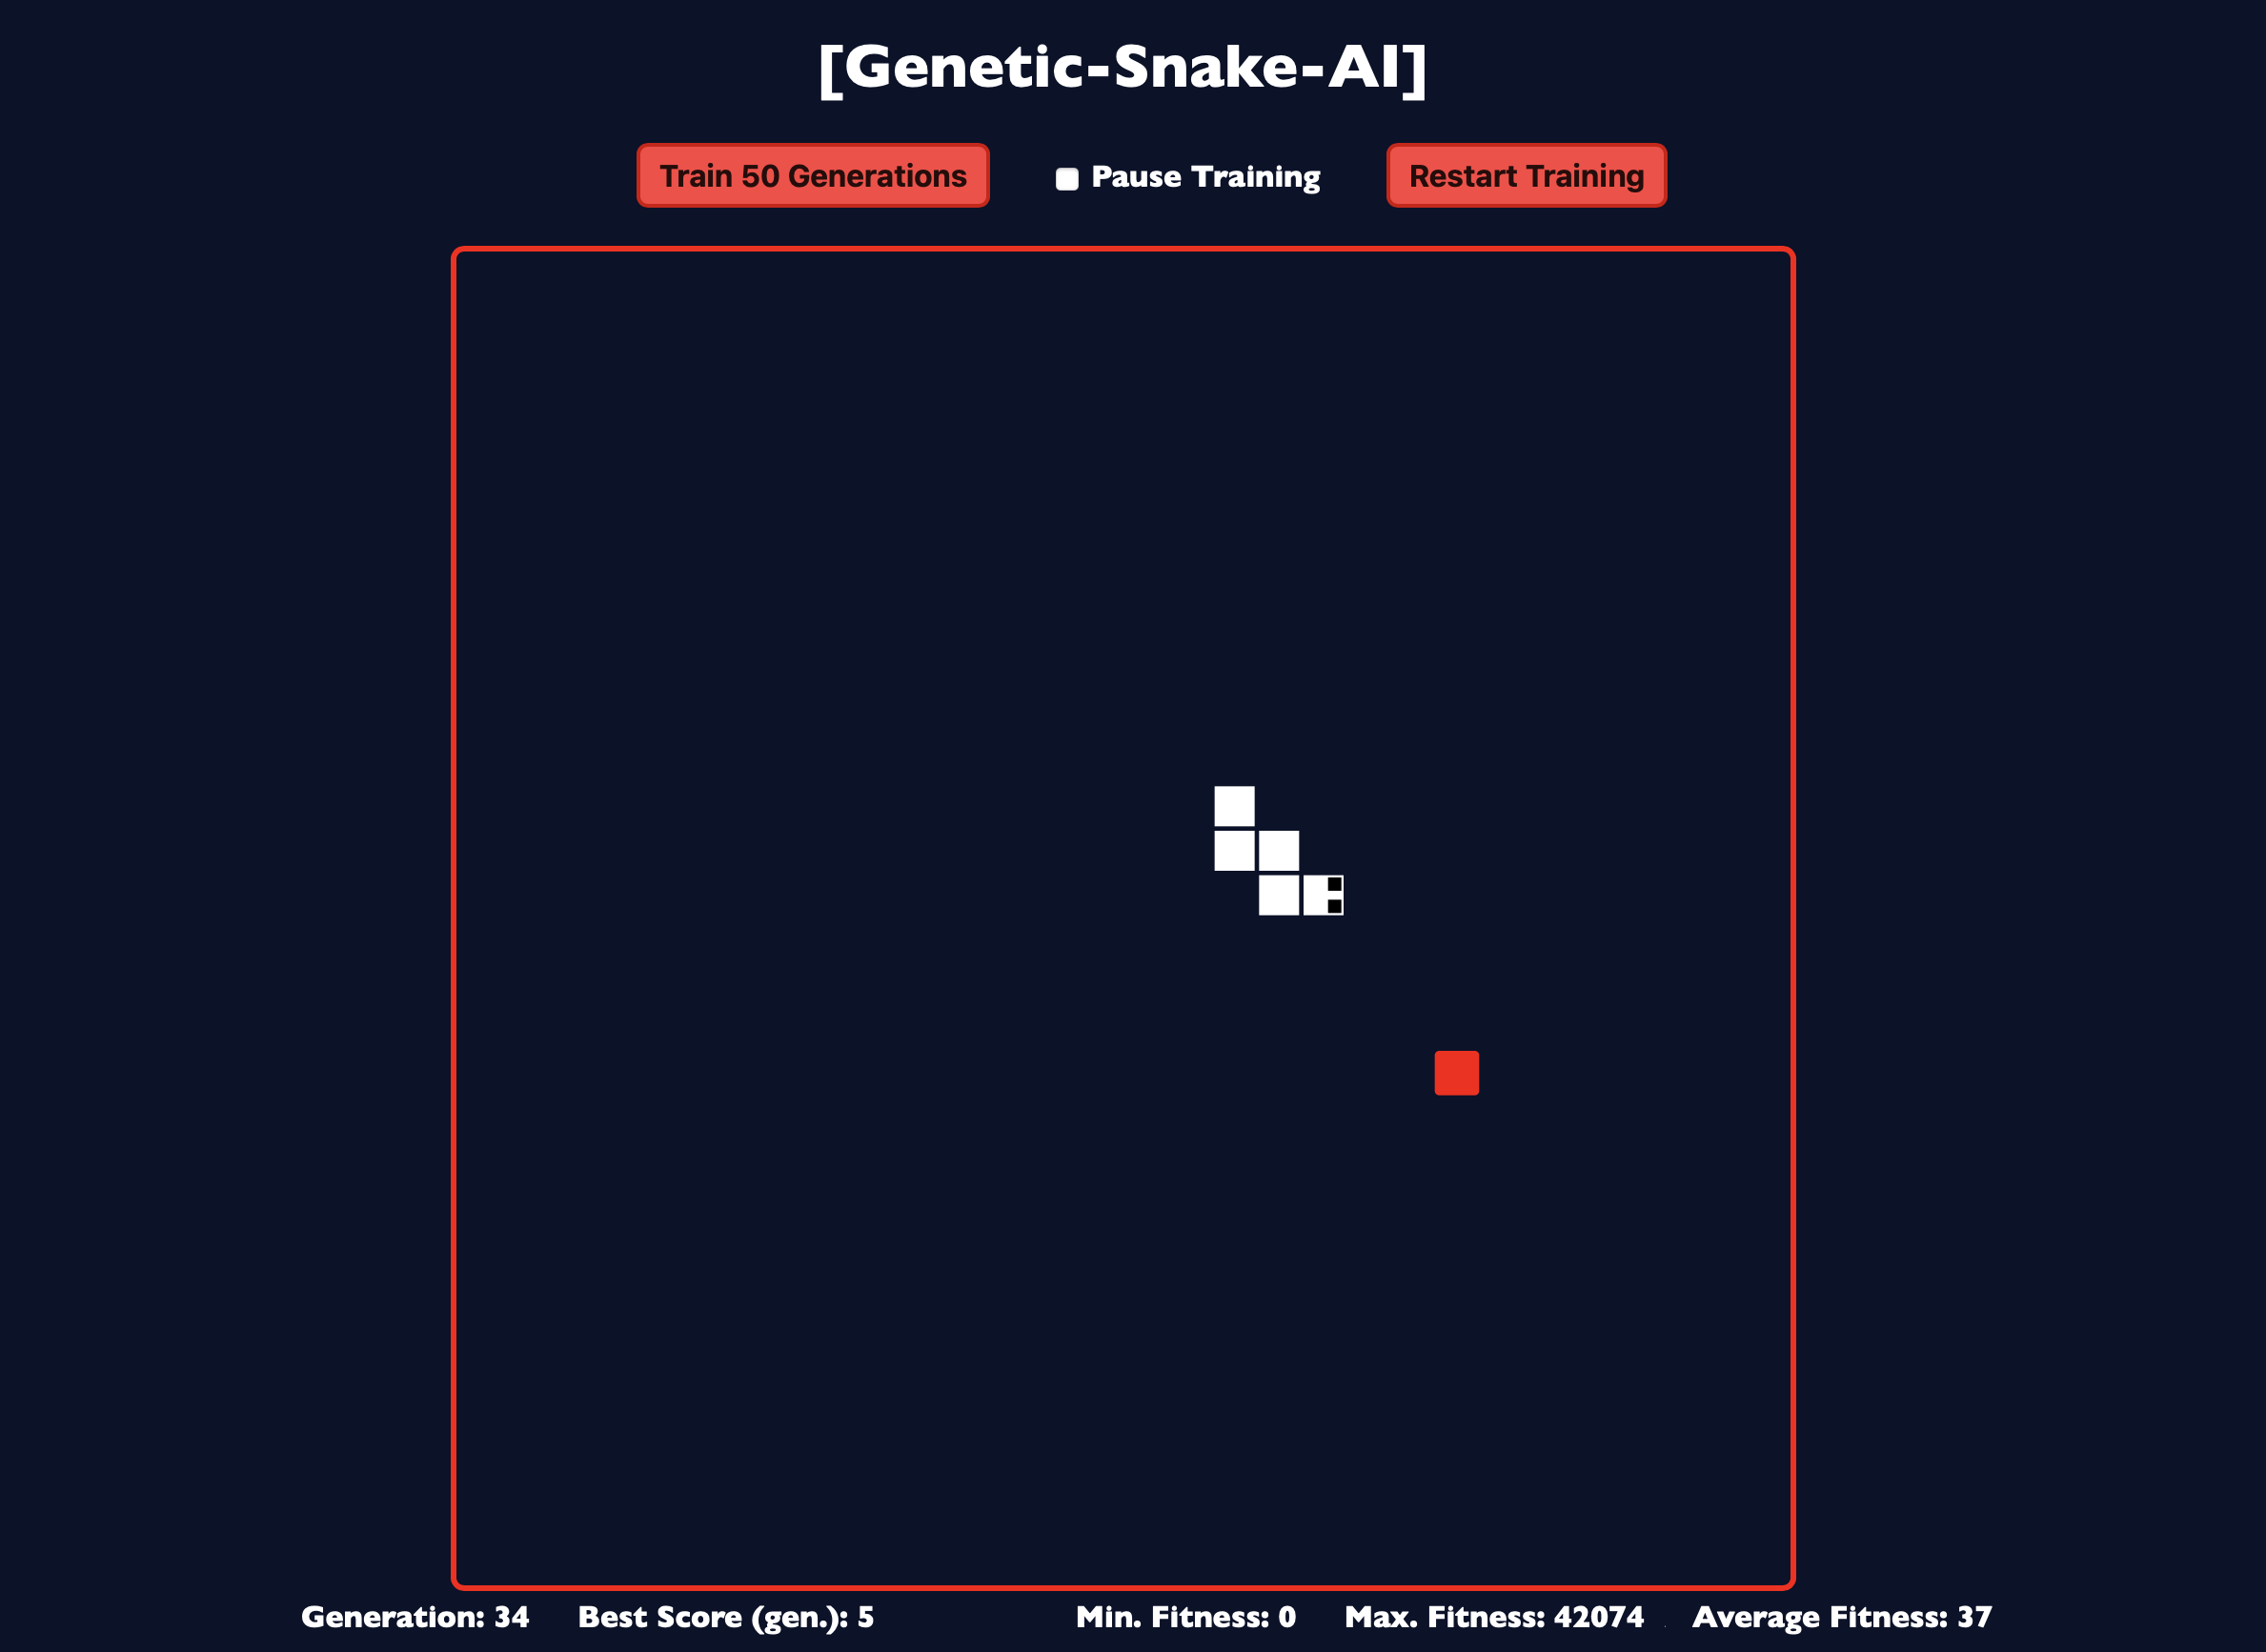 [Genetic-Snake-AI]
Train 50 Generations Pause Training Restart Training
Generation: 34 Best Score (gen.): 5 Min. Fitness: 0 Max. Fitness: 42074 Average Fitness: 37